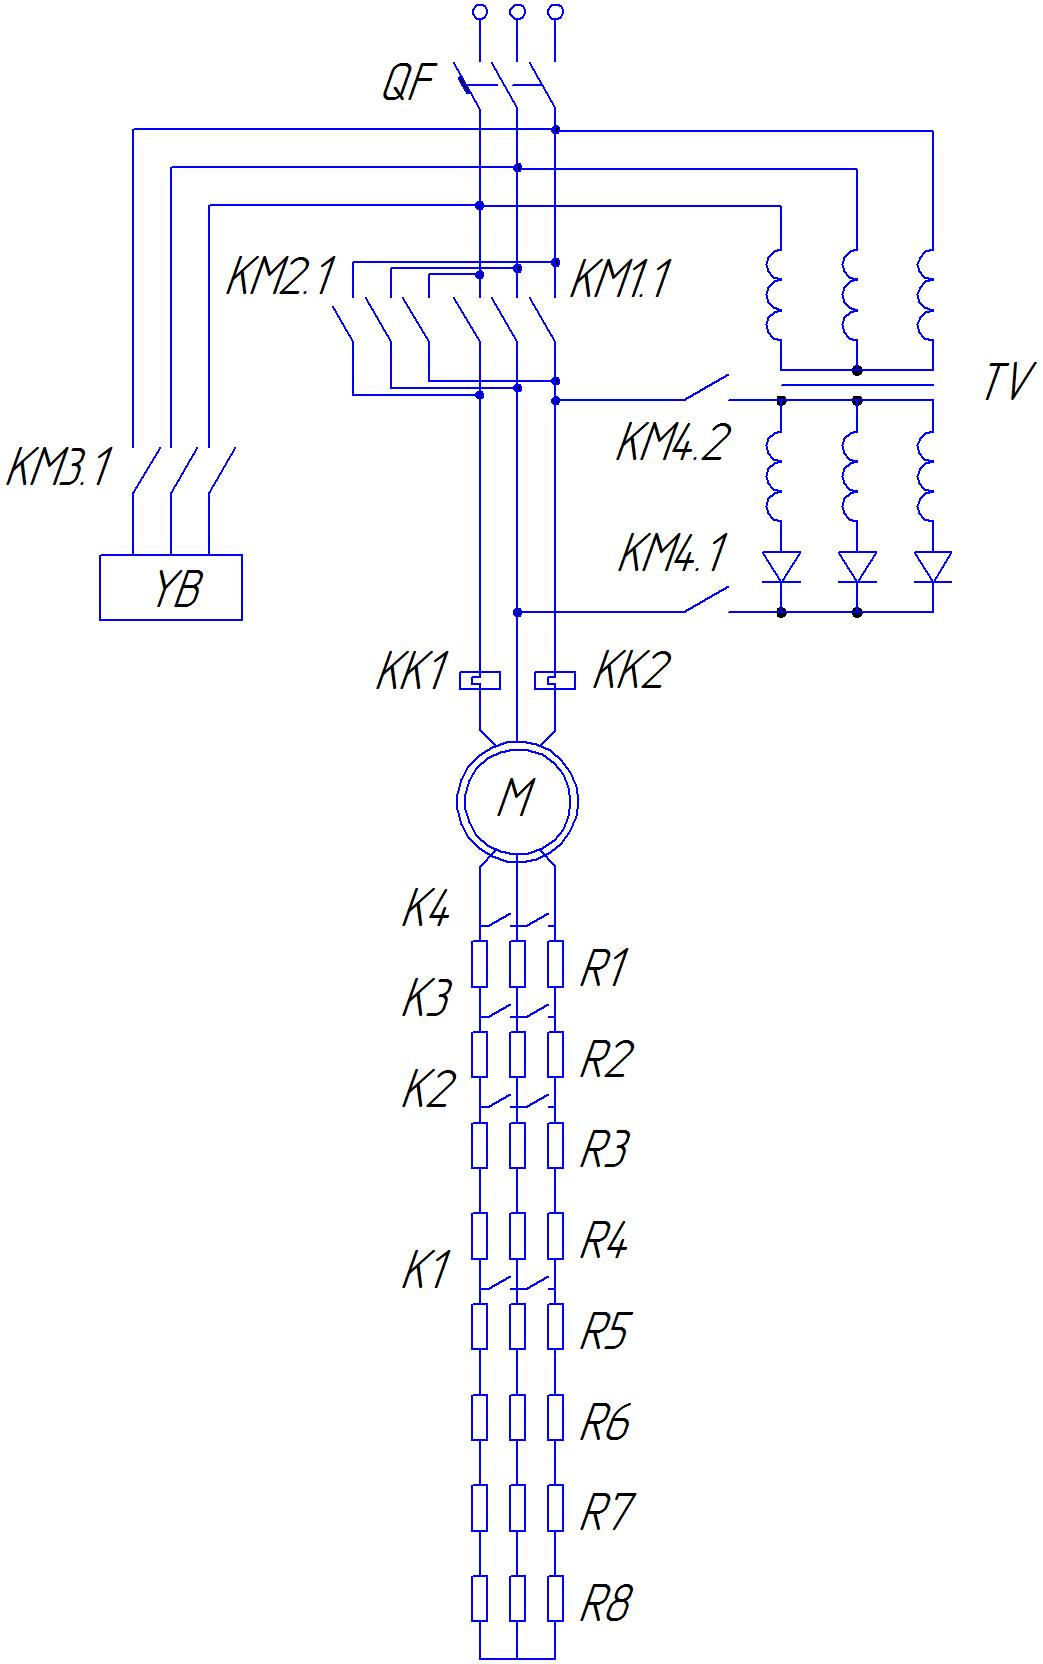 QF
KM2.1
KM1.1
TV
KM4.2
KM3.1
KM4.1
YB
KK1
KK2
M
K4
R1
K3
R2
K2
R3
R4
K1
R5
R6
R7
R8